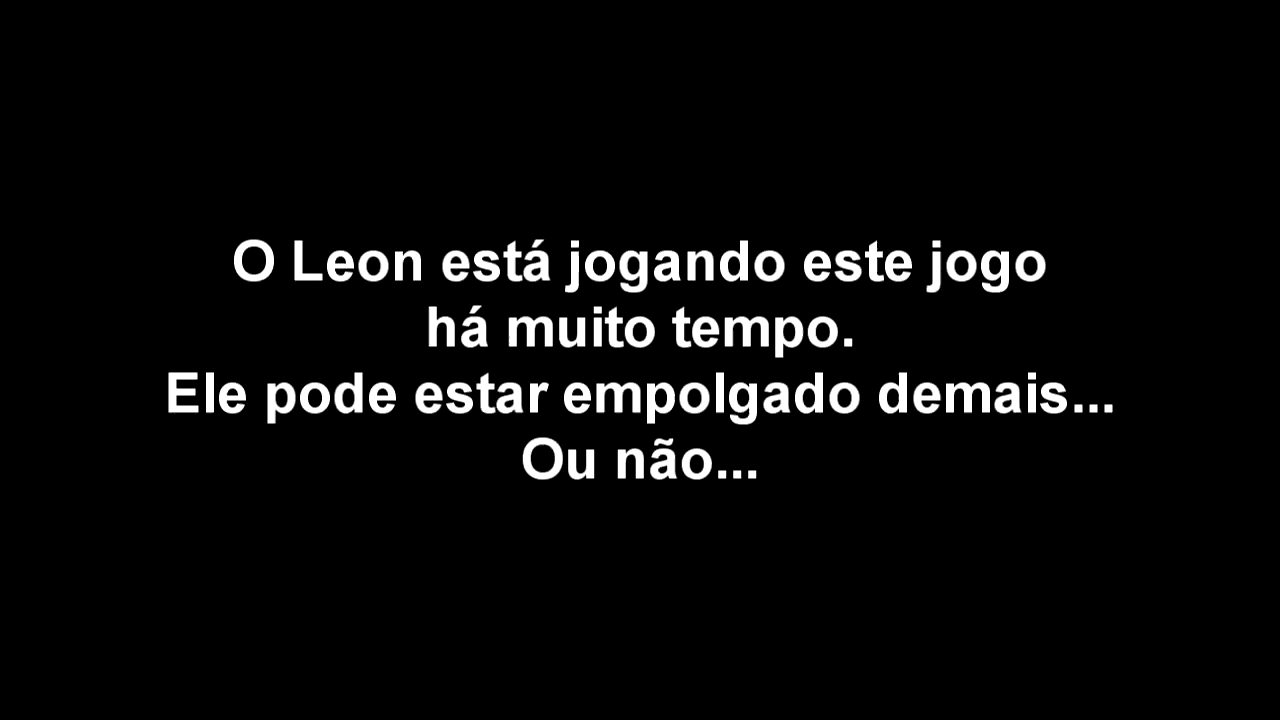 O Leon está jogando este jogo
há muito tempo.
Ele pode estar empolgado demais...
Ou não...